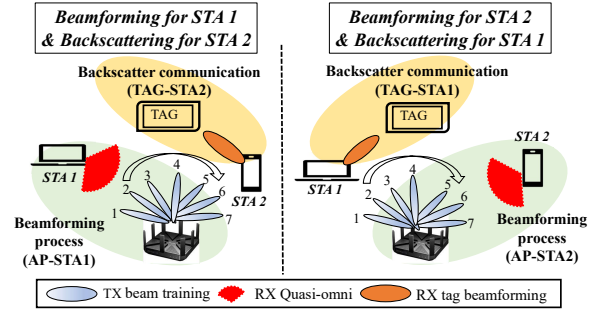 Beamforming for STA 1
& Backscattering for STA 2
Backscatter communication
(TAG-STA2)
TAG
STA 1
STA 2
1
2
3
4
5
6
7
Beamforming
process
(AP-STA1)
Beamforming for STA 2
& Backscattering for STA 1
Backscatter communication
(TAG-STA1)
TAG
STA 2
STA 1
1
2
3
4
5
6
7
Beamforming
process
(AP-STA2)
TX beam training
RX Quasi-omni
RX tag beamforming